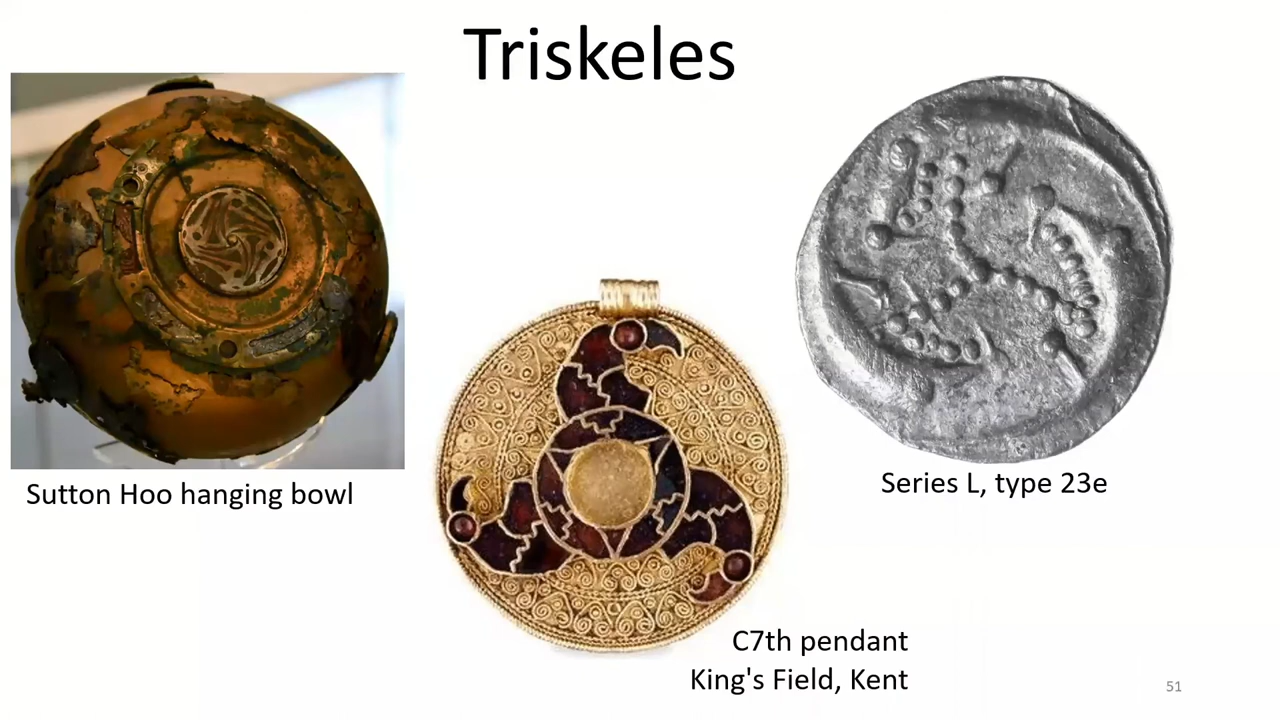 Triskeles
Sutton Hoo hanging bowl
Series L, type 23e
C7th pendant
King's Field, Kent
51